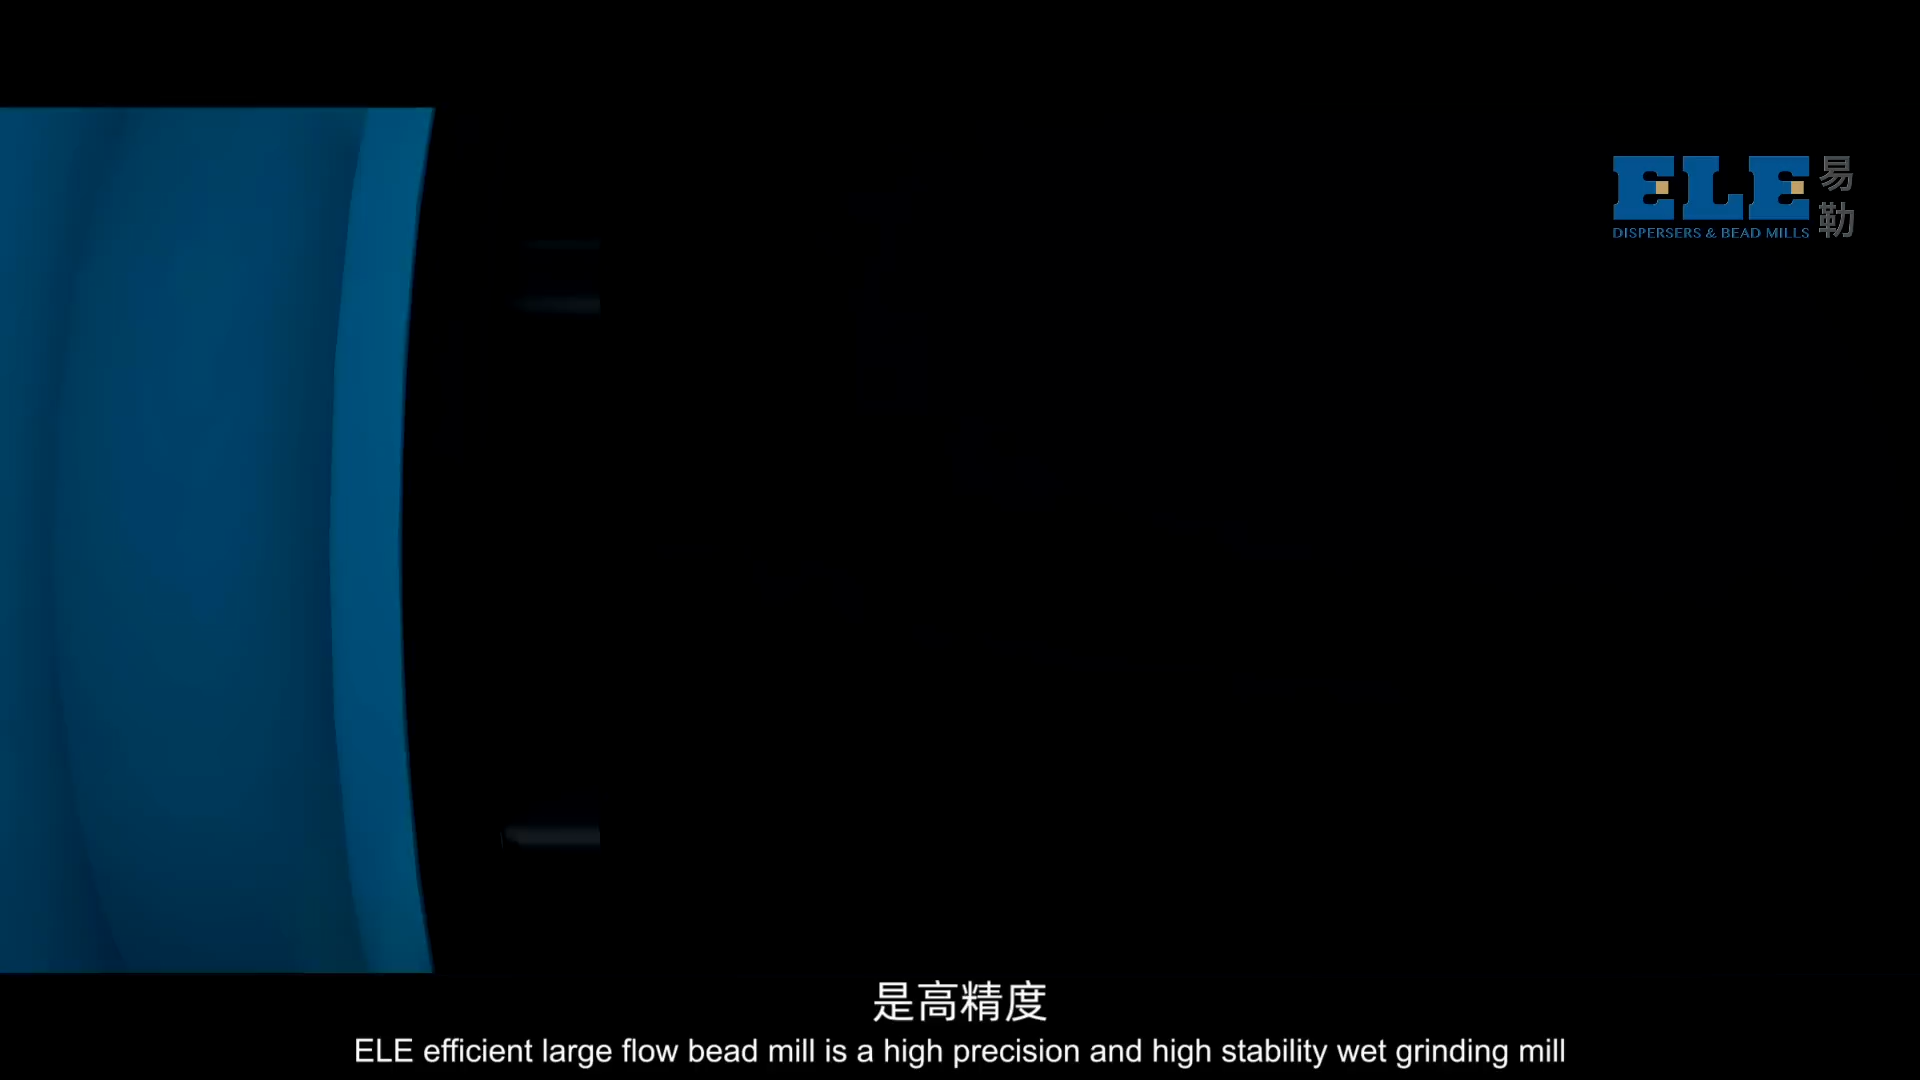 ELE
易勒
DISPERSERS & BEAD MILLS
是高精度
ELE efficient large flow bead mill is a high precision and high stability wet grinding mill